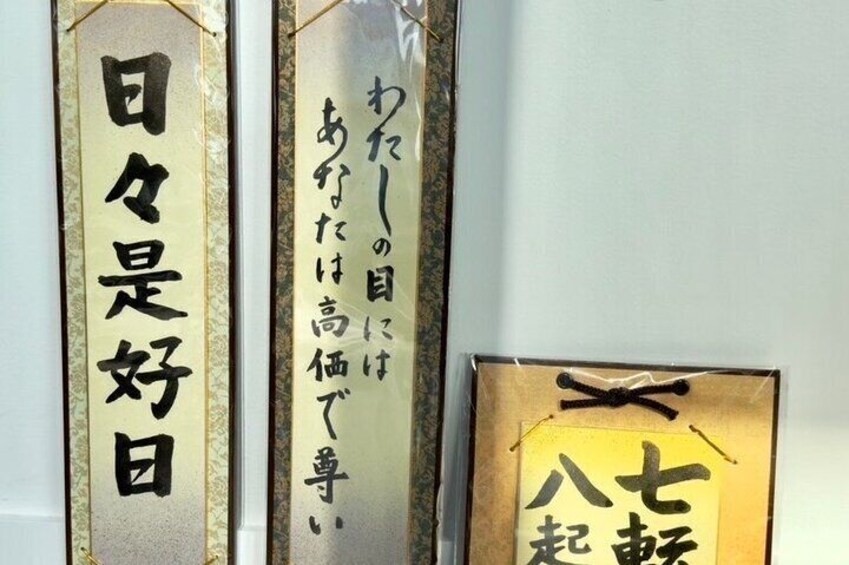 日々是好日
わたしの目には
あなたは高価で尊い
七転
八起